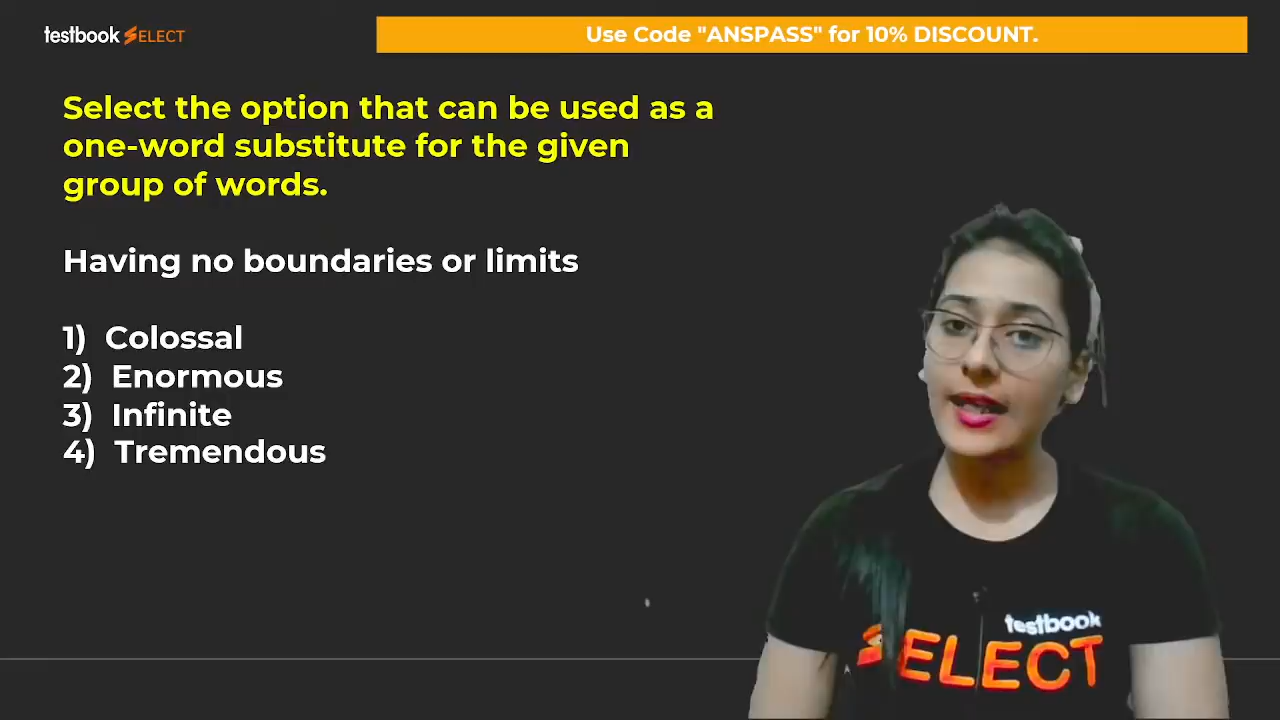 testbook SELECT
Use Code "ANSPASS" for 10% DISCOUNT.
Select the option that can be used as a
one-word substitute for the given
group of words.
Having no boundaries or limits
1) Colossal
2) Enormous
3) Infinite
4) Tremendous
testbook
SELECT